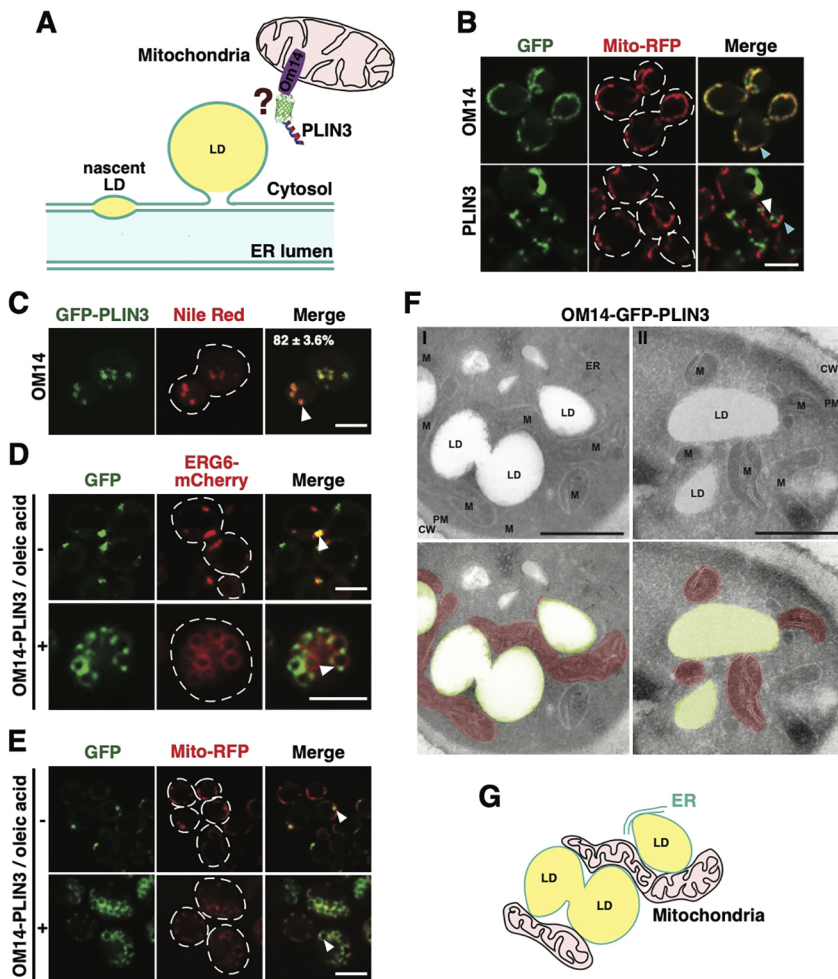 A
Mitochondria
Om14
?
PLIN3
LD
nascent
LD
Cytosol
ER lumen
B
GFP
Mito-RFP
Merge
OM14
PLIN3
C
GFP-PLIN3
Nile Red
Merge
OM14
82 ± 3.6%
D
GFP
ERG6-
mCherry
Merge
OM14-PLIN3 / oleic acid
-
+
E
GFP
Mito-RFP
Merge
OM14-PLIN3 / oleic acid
-
+
F
OM14-GFP-PLIN3
I
M
ER
LD
M
M
LD
M
LD
M
M
PM
CW
M
II
M
CW
LD
M
PM
M
M
LD
M
G
ER
LD
LD
LD
Mitochondria